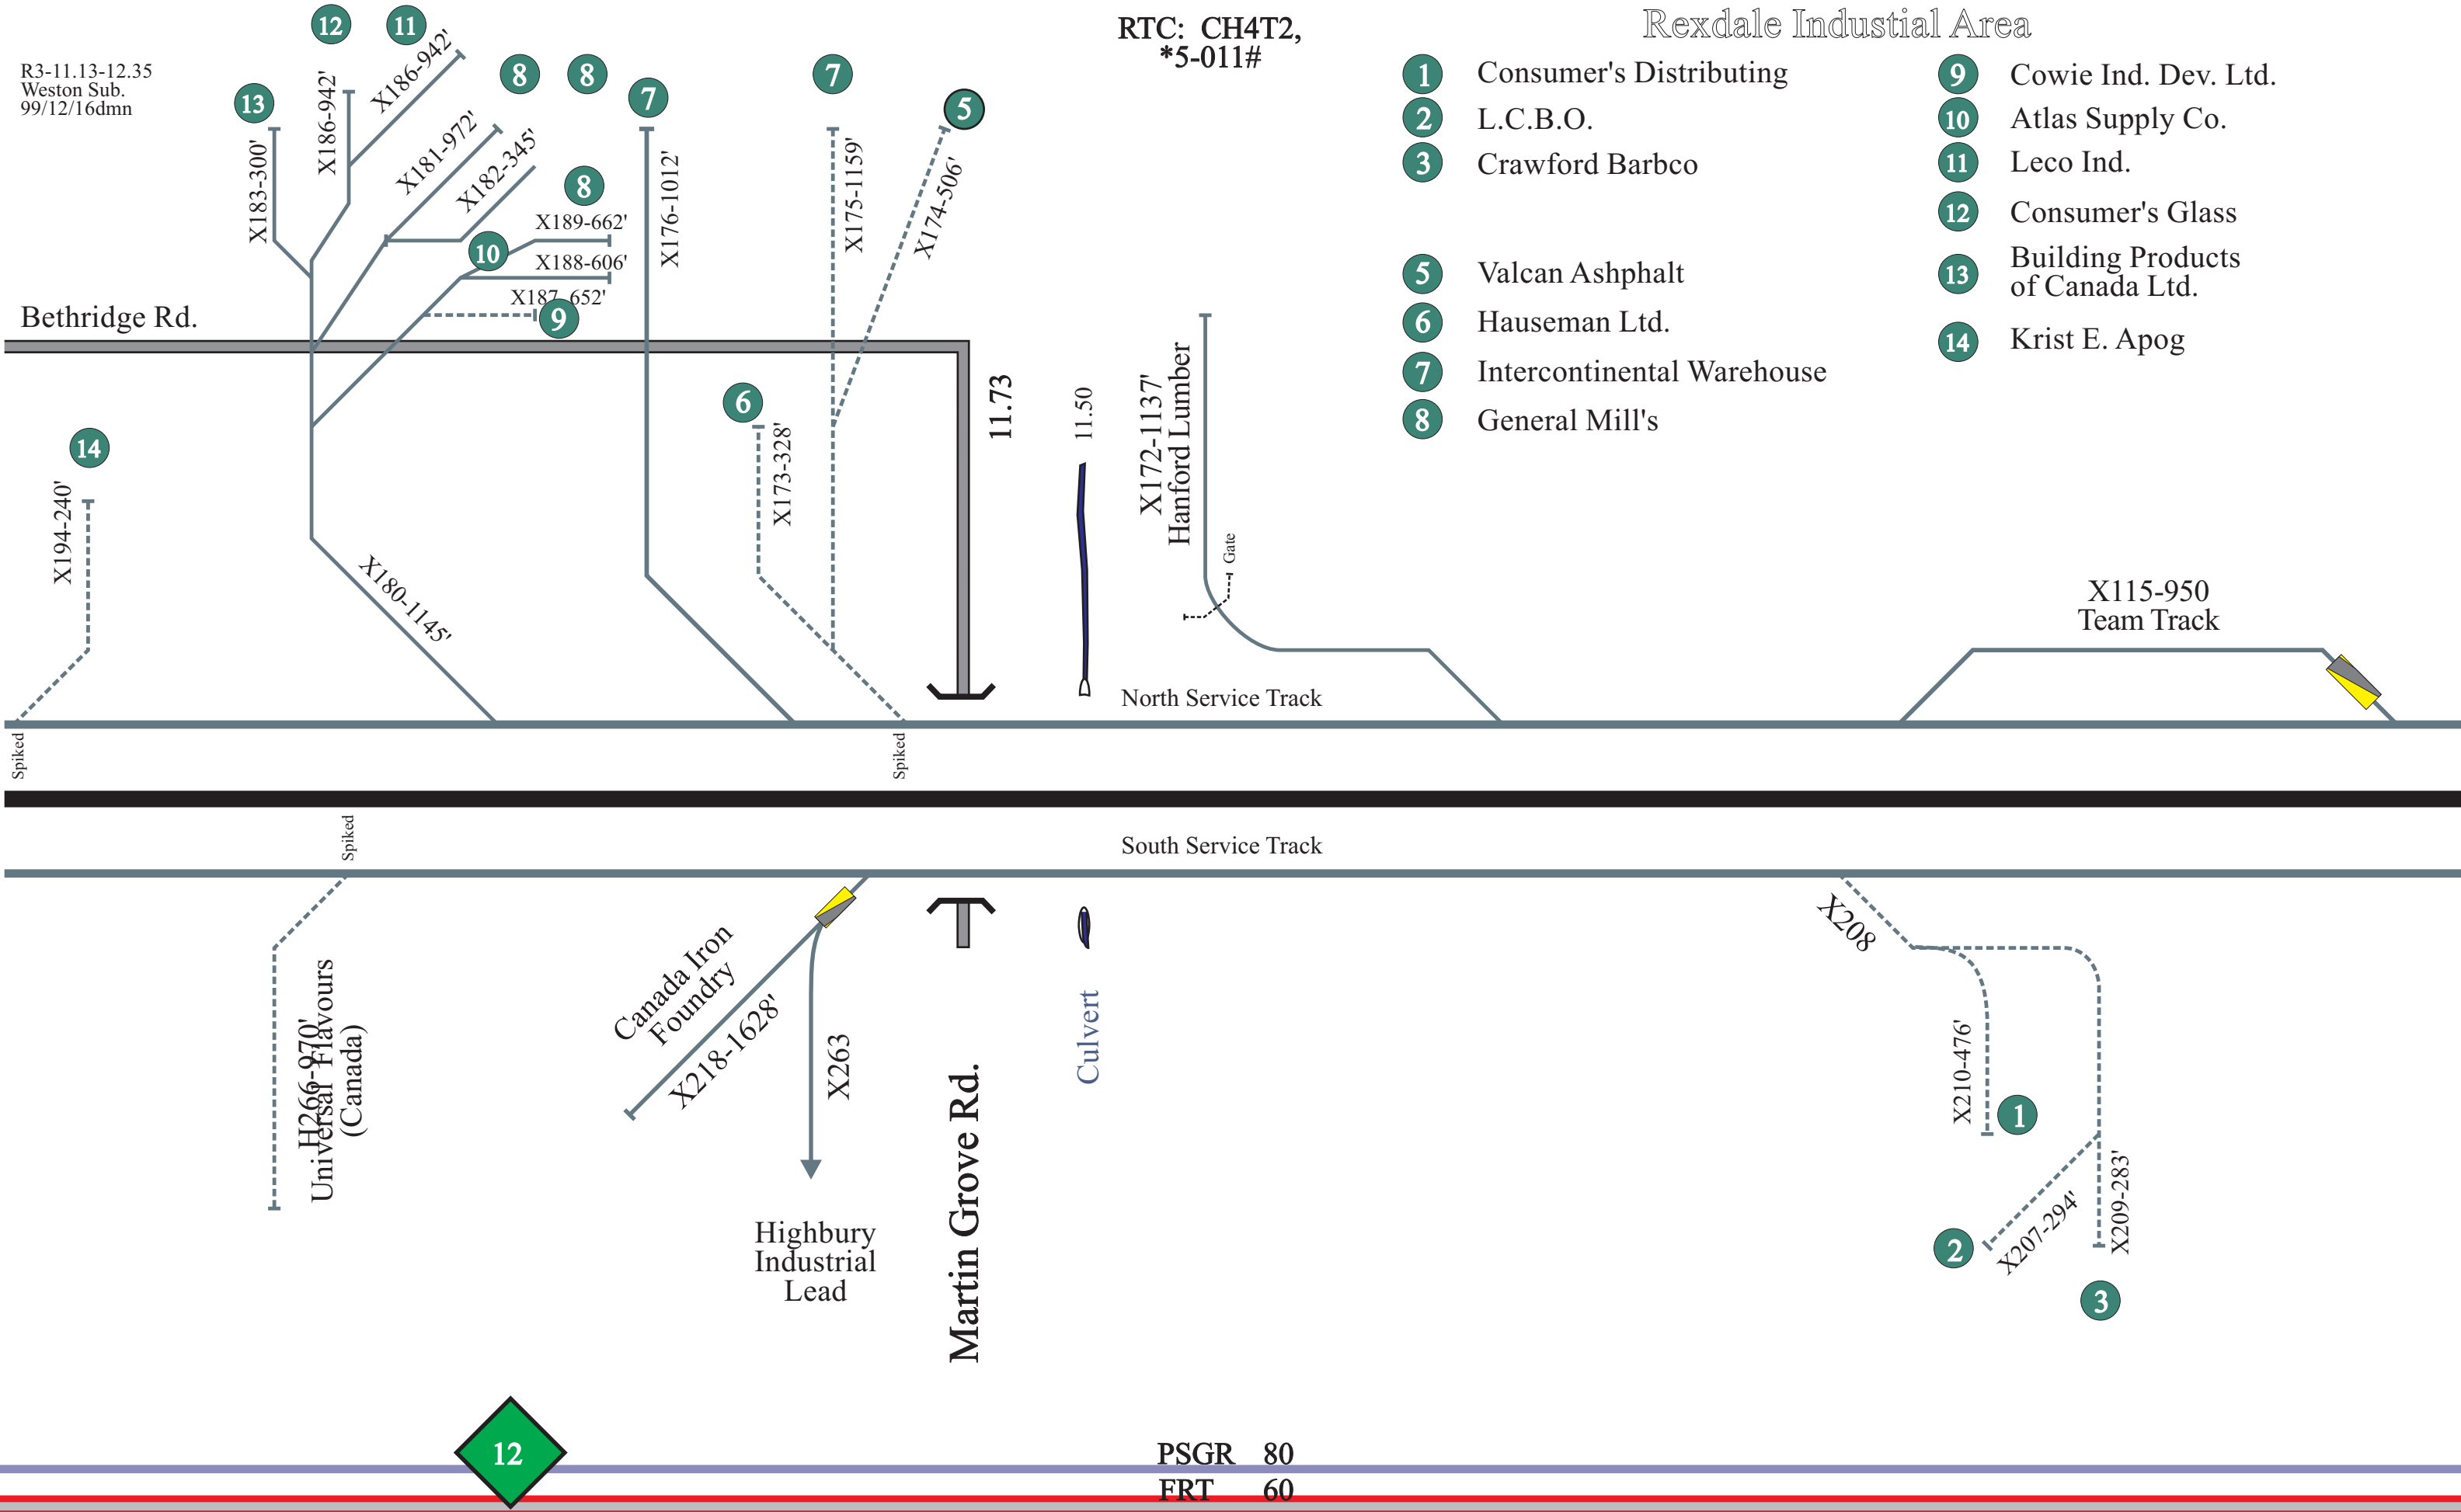 R3-11.13-12.35
Weston Sub.
99/12/16dmn
12
11
13
8
8
7
7
5
8
10
9
6
14
X183-300'
X186-942'
X186-942'
X181-972'
X182-345'
X189-662'
X188-606'
X187-652'
X176-1012'
X175-1159'
X174-506'
X173-328'
X194-240'
X180-1145'
Bethridge Rd.
11.73
11.50
RTC: CH4T2,
*5-011#
X172-1137'
Hanford Lumber
Gate
Rexdale Industial Area
1 Consumer's Distributing
2 L.C.B.O.
3 Crawford Barbco
5 Valcan Ashphalt
6 Hauseman Ltd.
7 Intercontinental Warehouse
8 General Mill's
9 Cowie Ind. Dev. Ltd.
10 Atlas Supply Co.
11 Leco Ind.
12 Consumer's Glass
13 Building Products
of Canada Ltd.
14 Krist E. Apog
X115-950
Team Track
North Service Track
Spiked
Spiked
Spiked
South Service Track
H266-970'
Universal Flavours
(Canada)
Canada Iron
Foundry
X218-1628'
X263
Highbury
Industrial
Lead
Martin Grove Rd.
Culvert
X208
X210-476'
1
X207-294'
2
X209-283'
3
12
PSGR 80
FRT 60